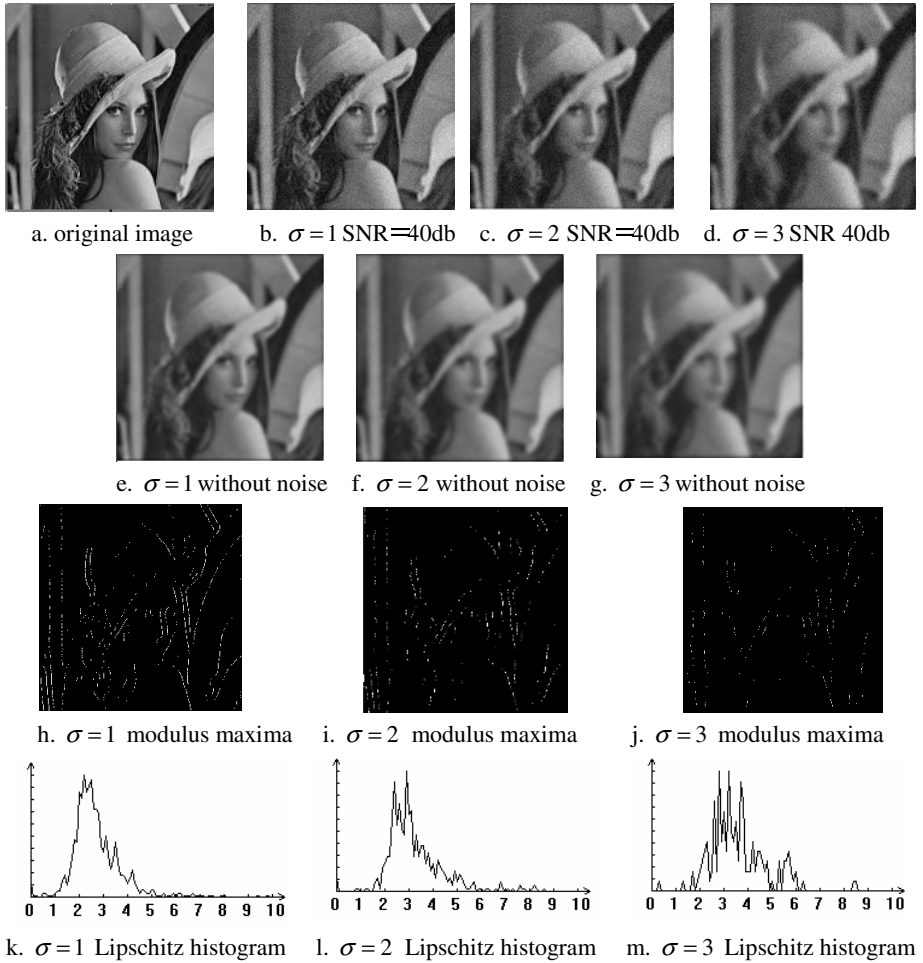 a. original image
b. σ = 1 SNR=40db
c. σ = 2 SNR=40db
d. σ = 3 SNR 40db
e. σ = 1 without noise
f. σ = 2 without noise
g. σ = 3 without noise
h. σ = 1 modulus maxima
i. σ = 2 modulus maxima
j. σ = 3 modulus maxima
0 1 2 3 4 5 6 7 8 9 10
0 1 2 3 4 5 6 7 8 9 10
0 1 2 3 4 5 6 7 8 9 10
k. σ = 1 Lipschitz histogram
l. σ = 2 Lipschitz histogram
m. σ = 3 Lipschitz histogram